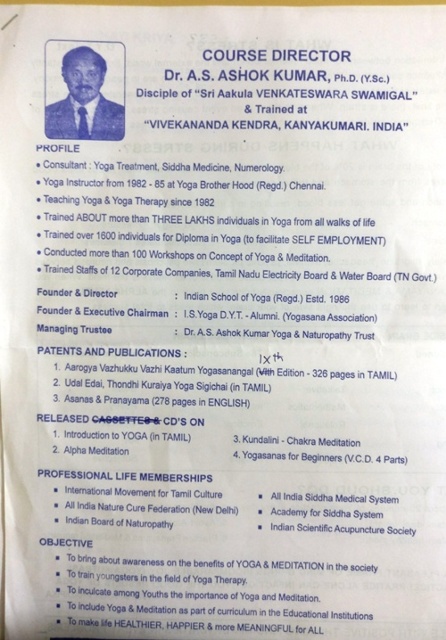 COURSE DIRECTOR
Dr. A.S. ASHOK KUMAR, Ph.D. (Y.Sc.)
Disciple of "Sri Aakula VENKATESWARA SWAMIGAL"
& Trained at
"VIVEKANANDA KENDRA, KANYAKUMARI. INDIA"
PROFILE
• Consultant : Yoga Treatment, Siddha Medicine, Numerology.
• Yoga Instructor from 1982 - 85 at Yoga Brother Hood (Regd.) Chennai.
• Teaching Yoga & Yoga Therapy since 1982
• Trained ABOUT more than THREE LAKHS individuals in Yoga from all walks of life
• Trained over 1600 individuals for Diploma in Yoga (to facilitate SELF EMPLOYMENT)
• Conducted more than 100 Workshops on Concept of Yoga & Meditation.
• Trained Staffs of 12 Corporate Companies, Tamil Nadu Electricity Board & Water Board (TN Govt.)
Founder & Director : Indian School of Yoga (Regd.) Estd. 1986
Founder & Executive Chairman : I.S.Yoga D.Y.T. - Alumni. (Yogasana Association)
Managing Trustee : Dr. A.S. Ashok Kumar Yoga & Naturopathy Trust
PATENTS AND PUBLICATIONS :
IXth
1. Aarogya Vazhukku Vazhi Kaatum Yogasanangal (VIth Edition - 326 pages in TAMIL)
2. Udal Edai, Thondhi Kuraiya Yoga Sigichai (in TAMIL)
3. Asanas & Pranayama (278 pages in ENGLISH)
RELEASED CASSETTES & CD'S ON
1. Introduction to YOGA (in TAMIL)
2. Alpha Meditation
3. Kundalini - Chakra Meditation
4. Yogasanas for Beginners (V.C.D. 4 Parts)
PROFESSIONAL LIFE MEMBERSHIPS
International Movement for Tamil Culture
All India Nature Cure Federation (New Delhi)
Indian Board of Naturopathy
All India Siddha Medical System
Academy for Siddha System
Indian Scientific Acupuncture Society
OBJECTIVE
To bring about awareness on the benefits of YOGA & MEDITATION in the society
To train youngsters in the field of Yoga Therapy.
To inculcate among Youths the importance of Yoga and Meditation.
To include Yoga & Meditation as part of curriculum in the Educational Institutions
To make life HEALTHIER, HAPPIER & more MEANINGFUL for ALL